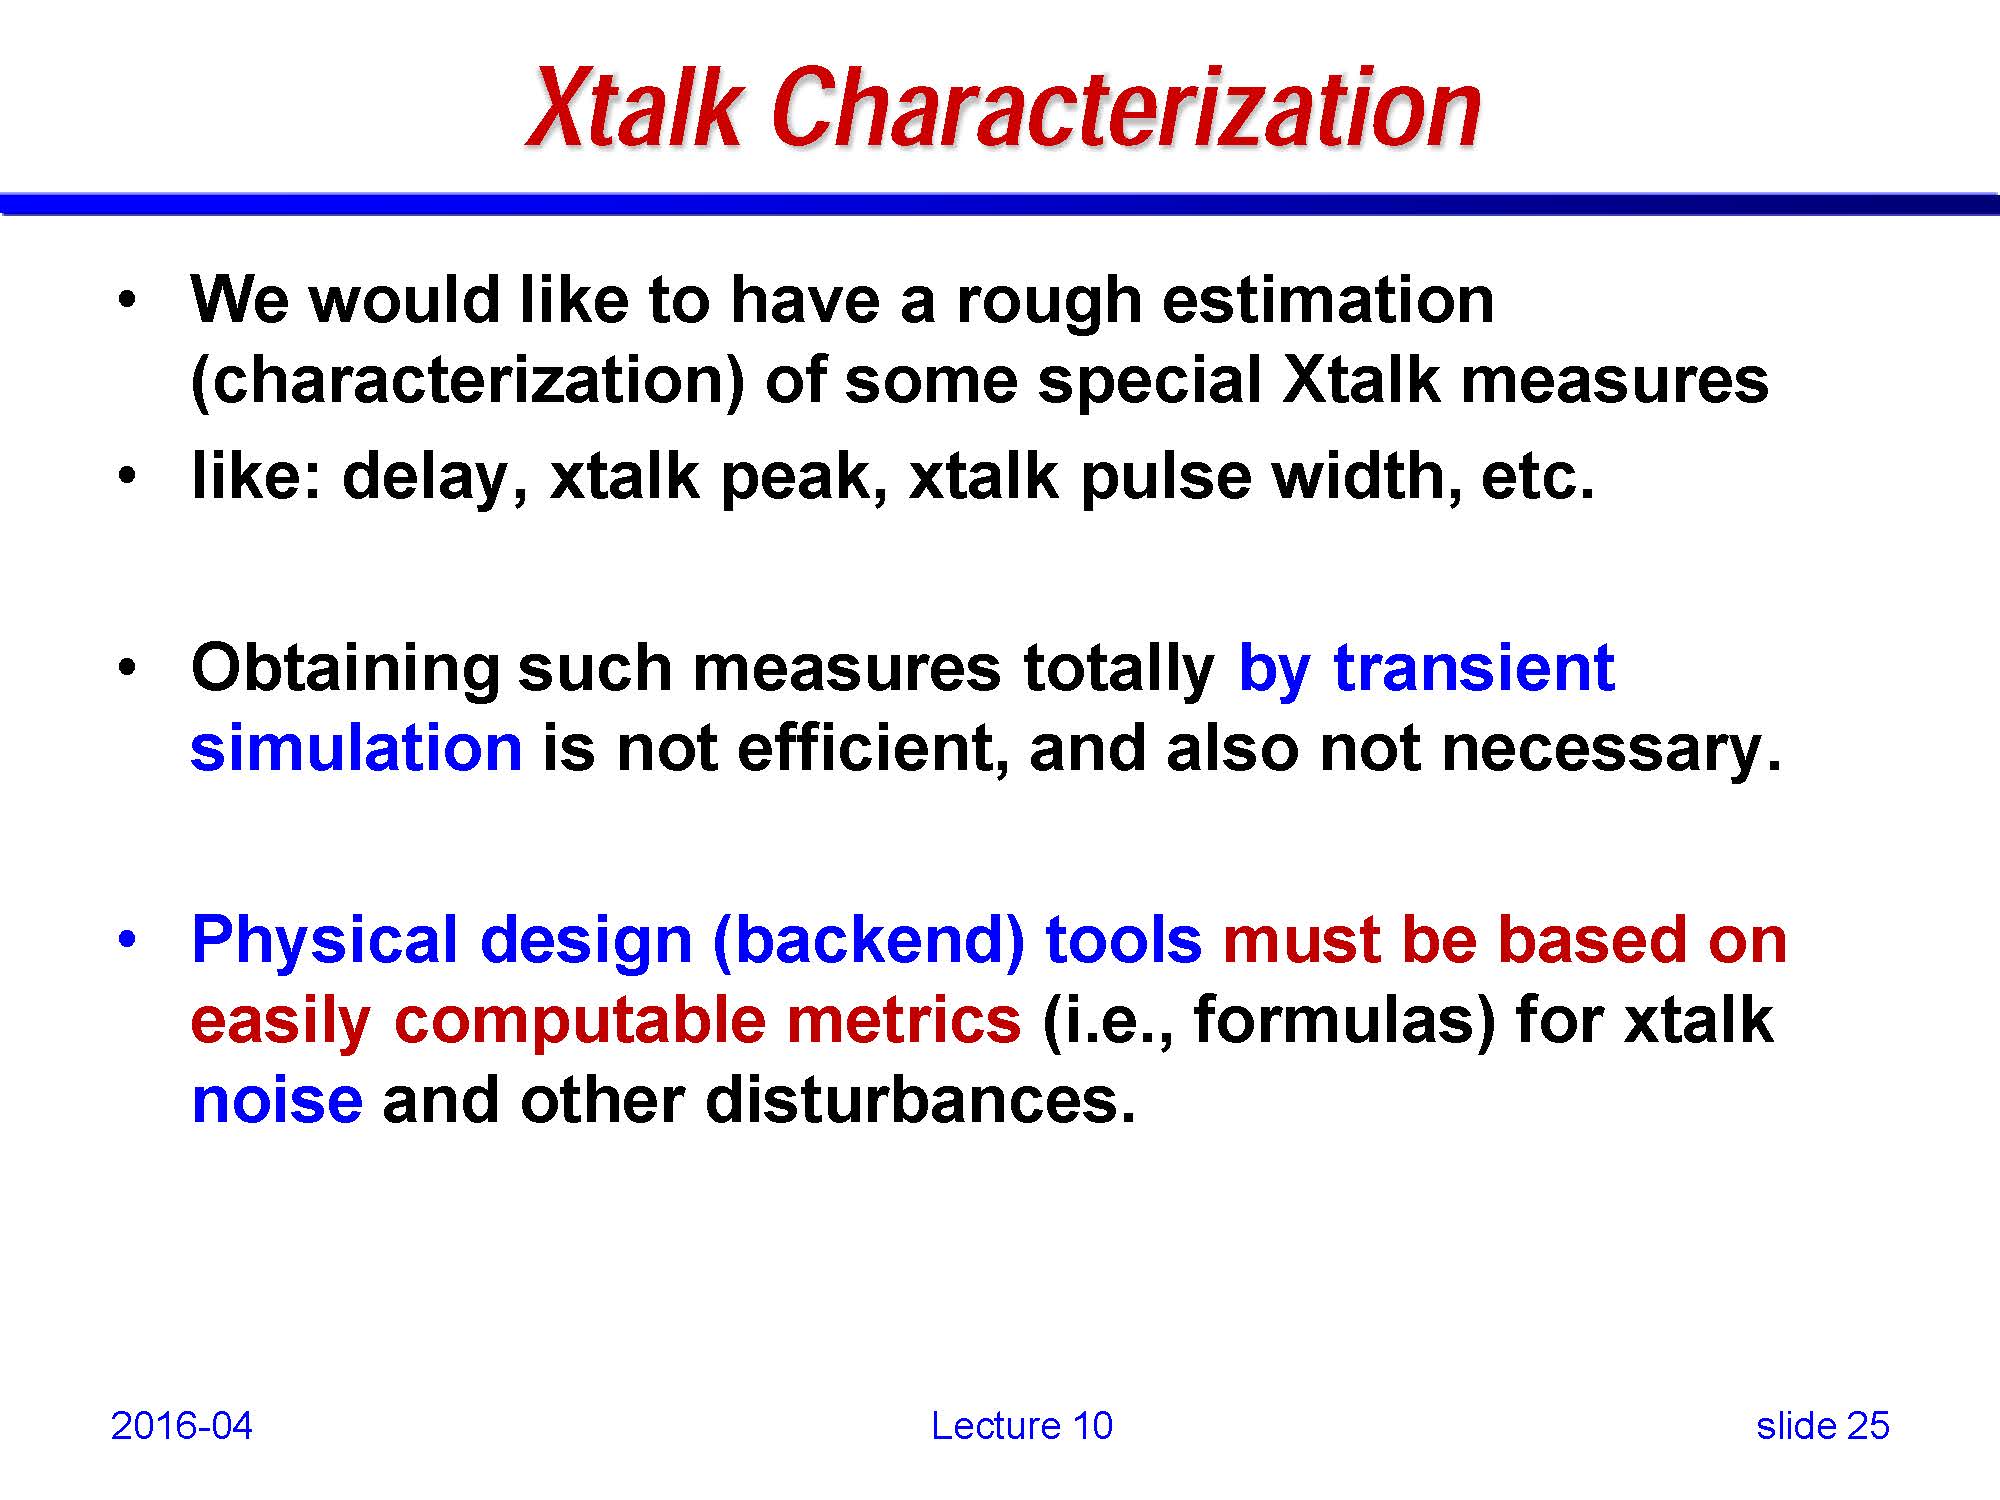 Xtalk Characterization
• We would like to have a rough estimation
(characterization) of some special Xtalk measures
• like: delay, xtalk peak, xtalk pulse width, etc.
• Obtaining such measures totally by transient
simulation is not efficient, and also not necessary.
• Physical design (backend) tools must be based on
easily computable metrics (i.e., formulas) for xtalk
noise and other disturbances.
2016-04 Lecture 10 slide 25